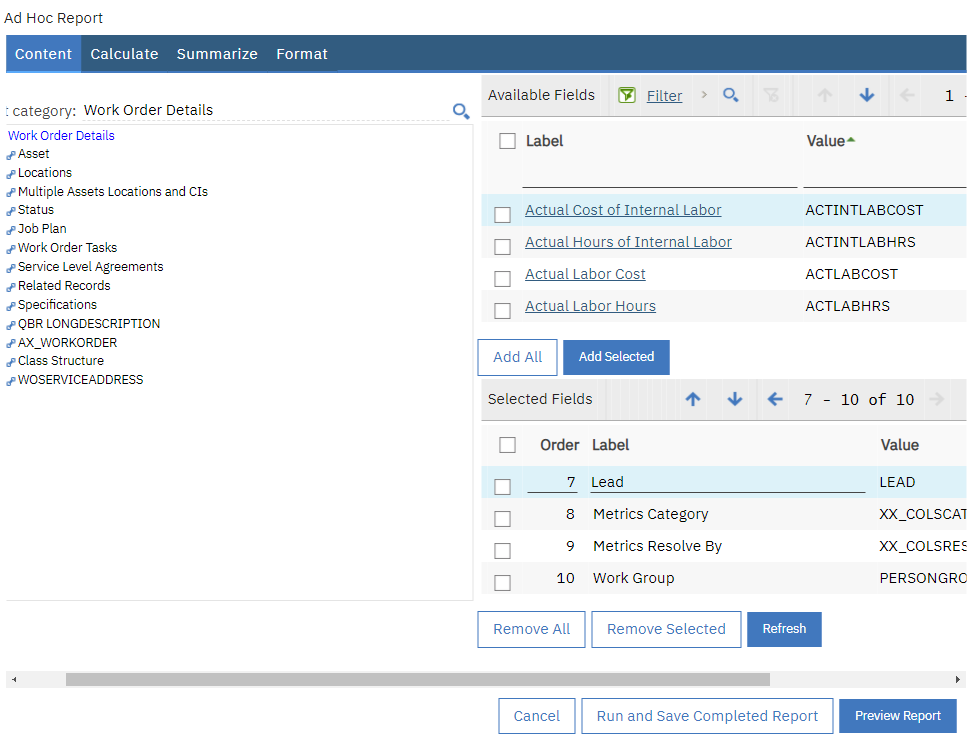 Ad Hoc Report
Content Calculate Summarize Format
t category: Work Order Details
Work Order Details
Asset
Locations
Multiple Assets Locations and CIs
Status
Job Plan
Work Order Tasks
Service Level Agreements
Related Records
Specifications
QBR LONGDESCRIPTION
AX_WORKORDER
Class Structure
WOSERVICEADDRESS
Available Fields Filter 1 -
Label Value
Actual Cost of Internal Labor ACTINTLABCOST
Actual Hours of Internal Labor ACTINTLABHRS
Actual Labor Cost ACTLABCOST
Actual Labor Hours ACTLABHRS
Add All Add Selected
Selected Fields 7 - 10 of 10
Order Label Value
7 Lead LEAD
8 Metrics Category XX_COLSCAT
9 Metrics Resolve By XX_COLSRES
10 Work Group PERSONGRO
Remove All Remove Selected Refresh
Cancel Run and Save Completed Report Preview Report